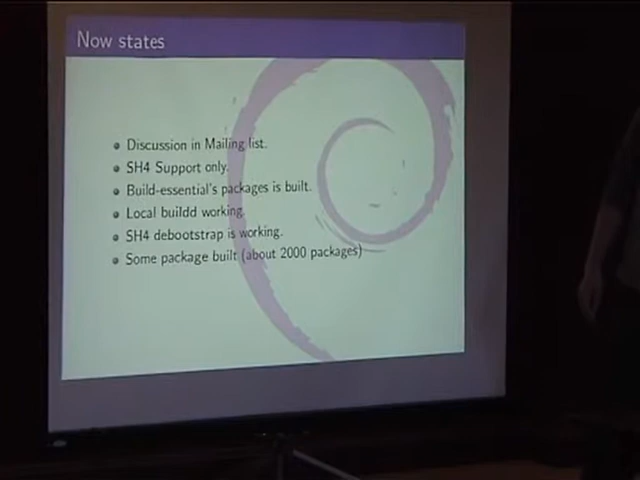 Now states
Discussion in Mailing list.
SH4 Support only.
Build-essential's packages is built.
Local buildd working.
SH4 debootstrap is working.
Some package built (about 2000 packages)